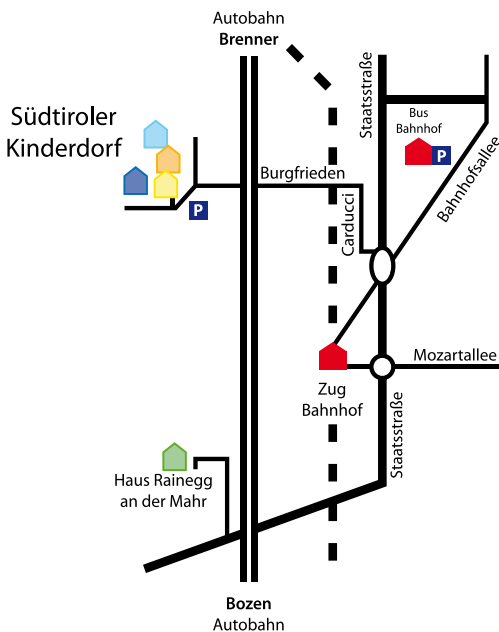 Autobahn
Brenner
Staatsstraße
Südtiroler
Kinderdorf
Bus
Bahnhof
P
Bahnhofsallee
Burgfrieden
P
Carducci
Mozartallee
Zug
Bahnhof
Staatsstraße
Haus Rainegg
an der Mahr
Bozen
Autobahn